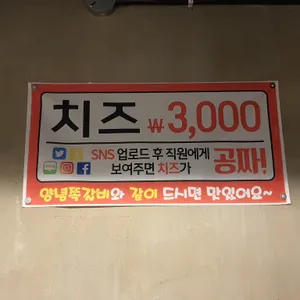 치즈 ₩3,000
SNS 업로드 후 직원에게
보여주면 치즈가 공짜!
양념쪽갈비와 같이 드시면 맛있어요~